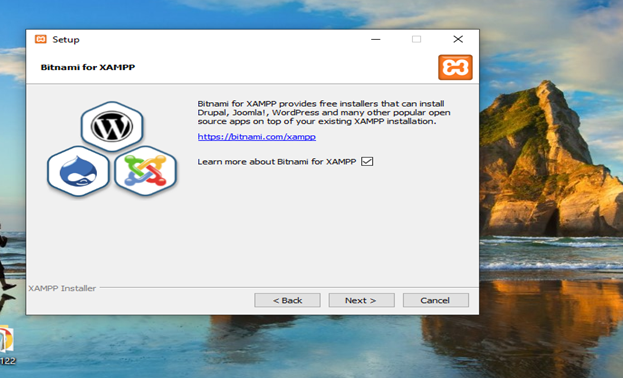 Setup
Bitnami for XAMPP
Bitnami for XAMPP provides free installers that can install
Drupal, Joomla!, WordPress and many other popular open
source apps on top of your existing XAMPP installation.
https://bitnami.com/xampp
Learn more about Bitnami for XAMPP
XAMPP Installer
< Back
Next >
Cancel
122